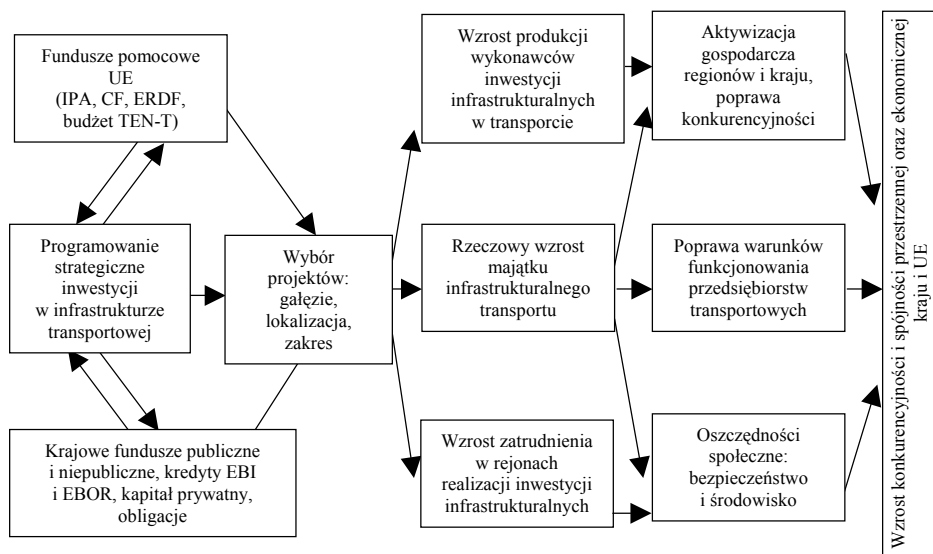 Fundusze pomocowe
UE
(IPA, CF, ERDF,
budżet TEN-T)
Programowanie
strategiczne
inwestycji
w infrastrukturze
transportowej
Krajowe fundusze publiczne
i niepubliczne, kredyty EBI
i EBOR, kapitał prywatny,
obligacje
Wybór
projektów:
gałęzie,
lokalizacja,
zakres
Wzrost produkcji
wykonawców
inwestycji
infrastrukturalnych
w transporcie
Rzeczowy wzrost
majątku
infrastrukturalnego
transportu
Wzrost zatrudnienia
w rejonach
realizacji inwestycji
infrastrukturalnych
Aktywizacja
gospodarcza
regionów i kraju,
poprawa
konkurencyjności
Poprawa warunków
funkcjonowania
przedsiębiorstw
transportowych
Oszczędności
społeczne:
bezpieczeństwo
i środowisko
Wzrost konkurencyjności i spójności przestrzennej oraz ekonomicznej
kraju i UE